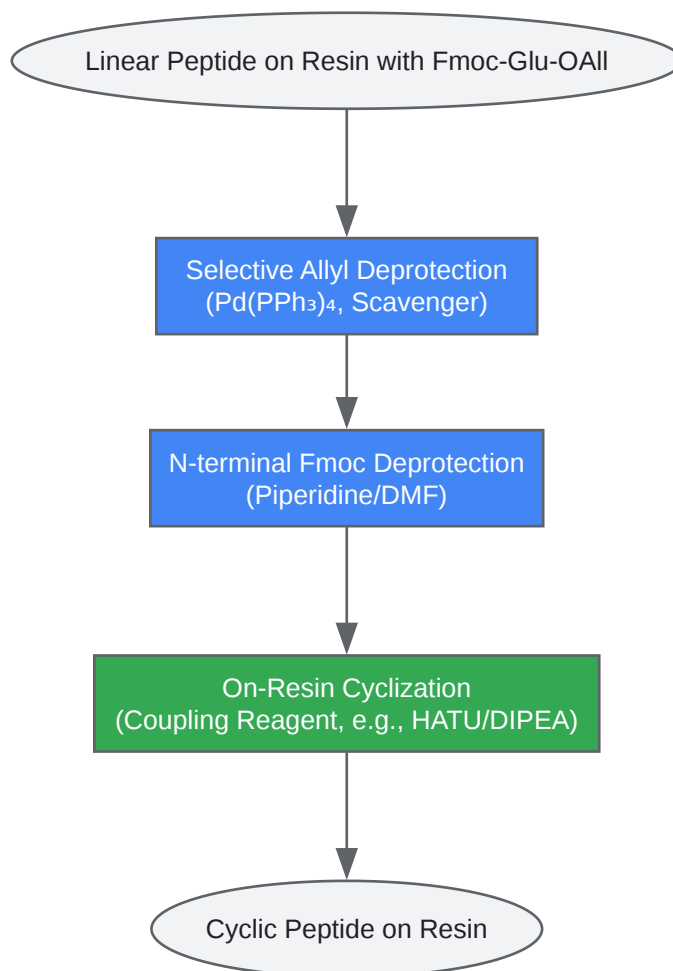 Linear Peptide on Resin with Fmoc-Glu-OAll
Selective Allyl Deprotection
(Pd(PPh₃)₄, Scavenger)
N-terminal Fmoc Deprotection
(Piperidine/DMF)
On-Resin Cyclization
(Coupling Reagent, e.g., HATU/DIPEA)
Cyclic Peptide on Resin